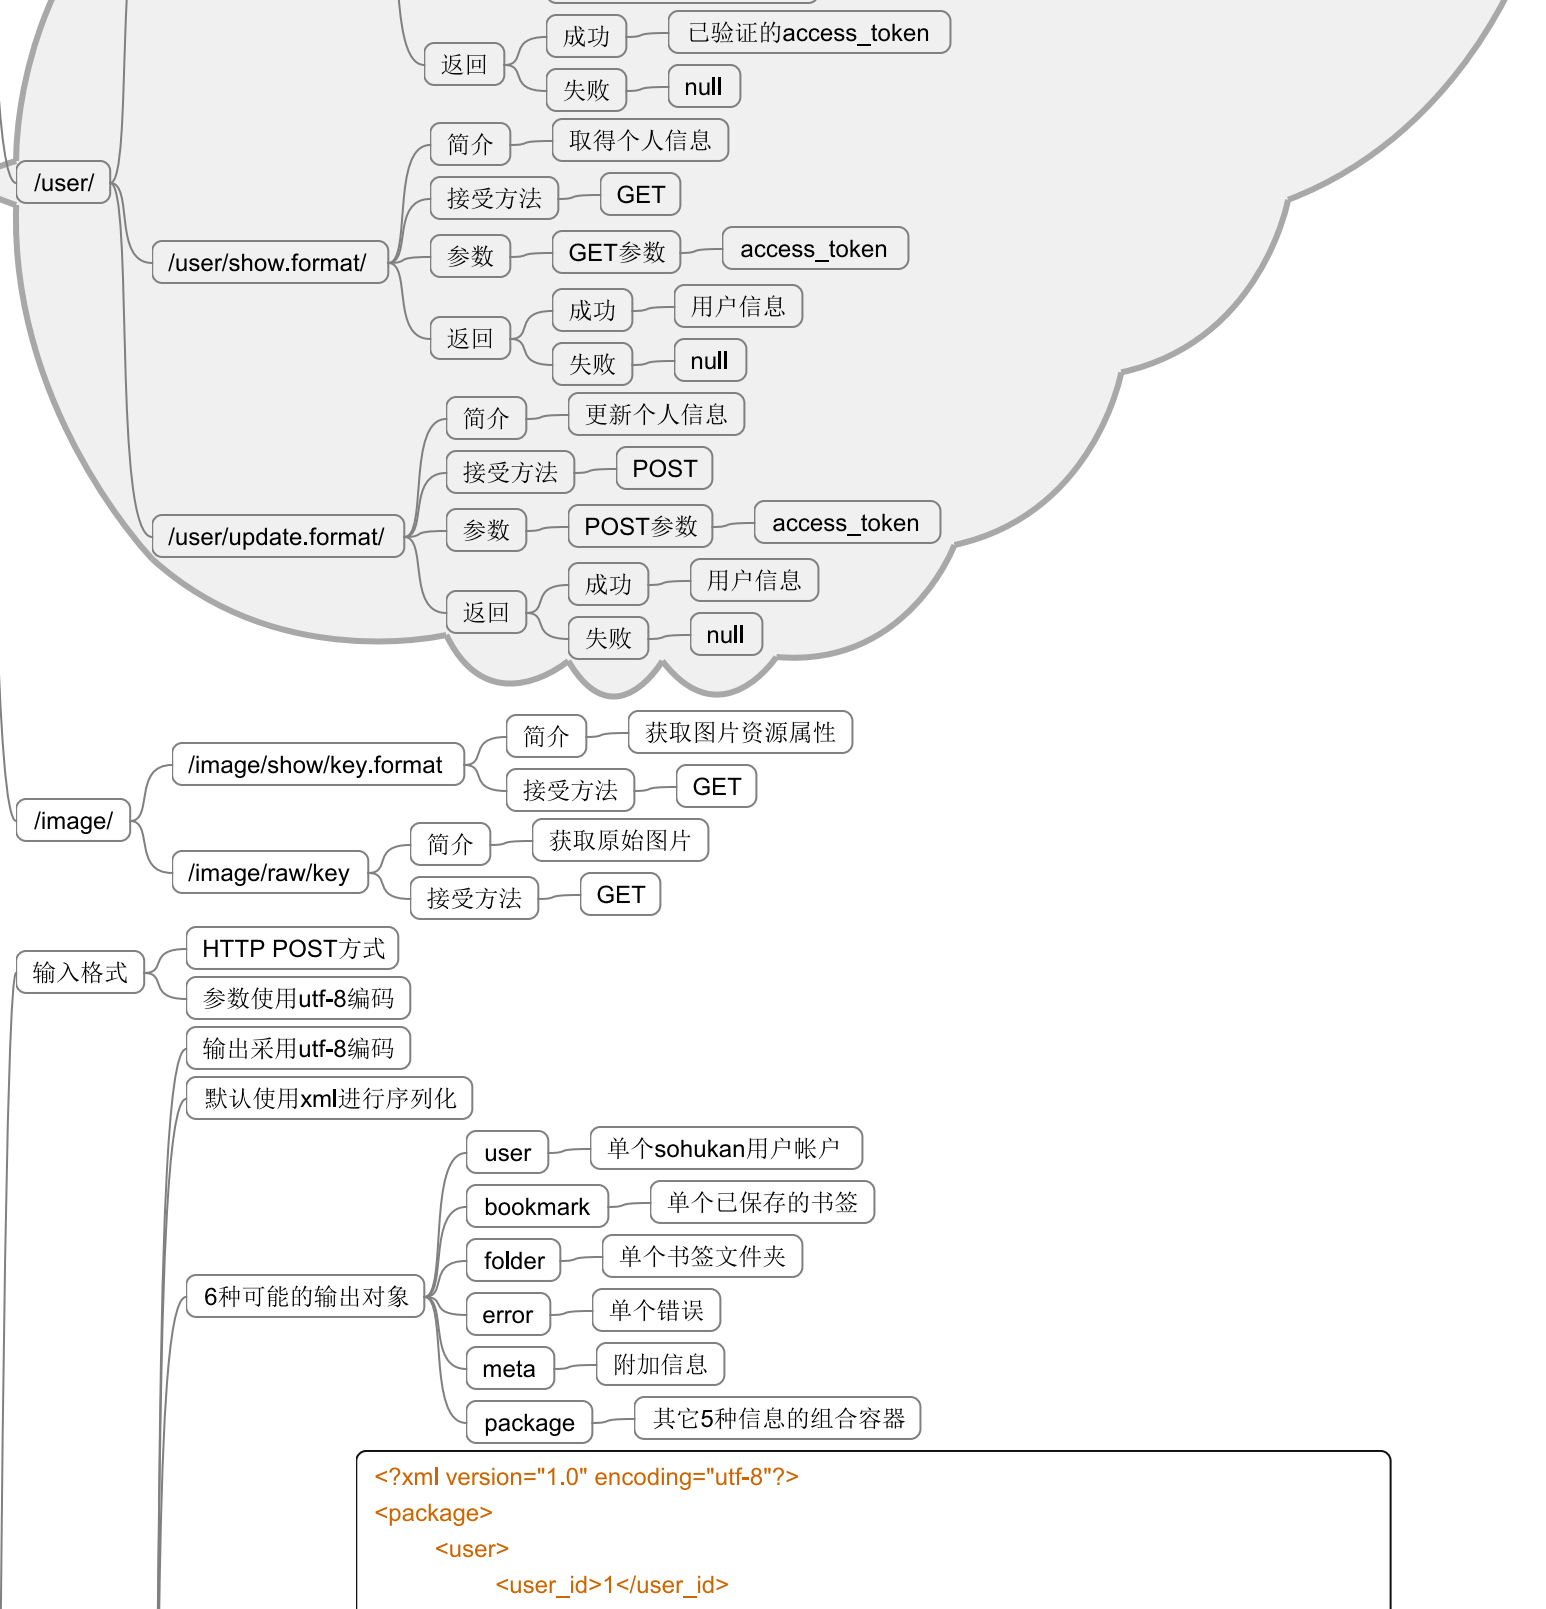 返回
成功
已验证的access_token
失败
null
/user/
/user/show.format/
简介
取得个人信息
接受方法
GET
参数
GET参数
access_token
返回
成功
用户信息
失败
null
/user/update.format/
简介
更新个人信息
接受方法
POST
参数
POST参数
access_token
返回
成功
用户信息
失败
null
/image/
/image/show/key.format
简介
获取图片资源属性
接受方法
GET
/image/raw/key
简介
获取原始图片
接受方法
GET
输入格式
HTTP POST方式
参数使用utf-8编码
输出采用utf-8编码
默认使用xml进行序列化
6种可能的输出对象
user
单个sohukan用户帐户
bookmark
单个已保存的书签
folder
单个书签文件夹
error
单个错误
meta
附加信息
package
其它5种信息的组合容器
<?xml version="1.0" encoding="utf-8"?>
<package>
<user>
<user_id>1</user_id>